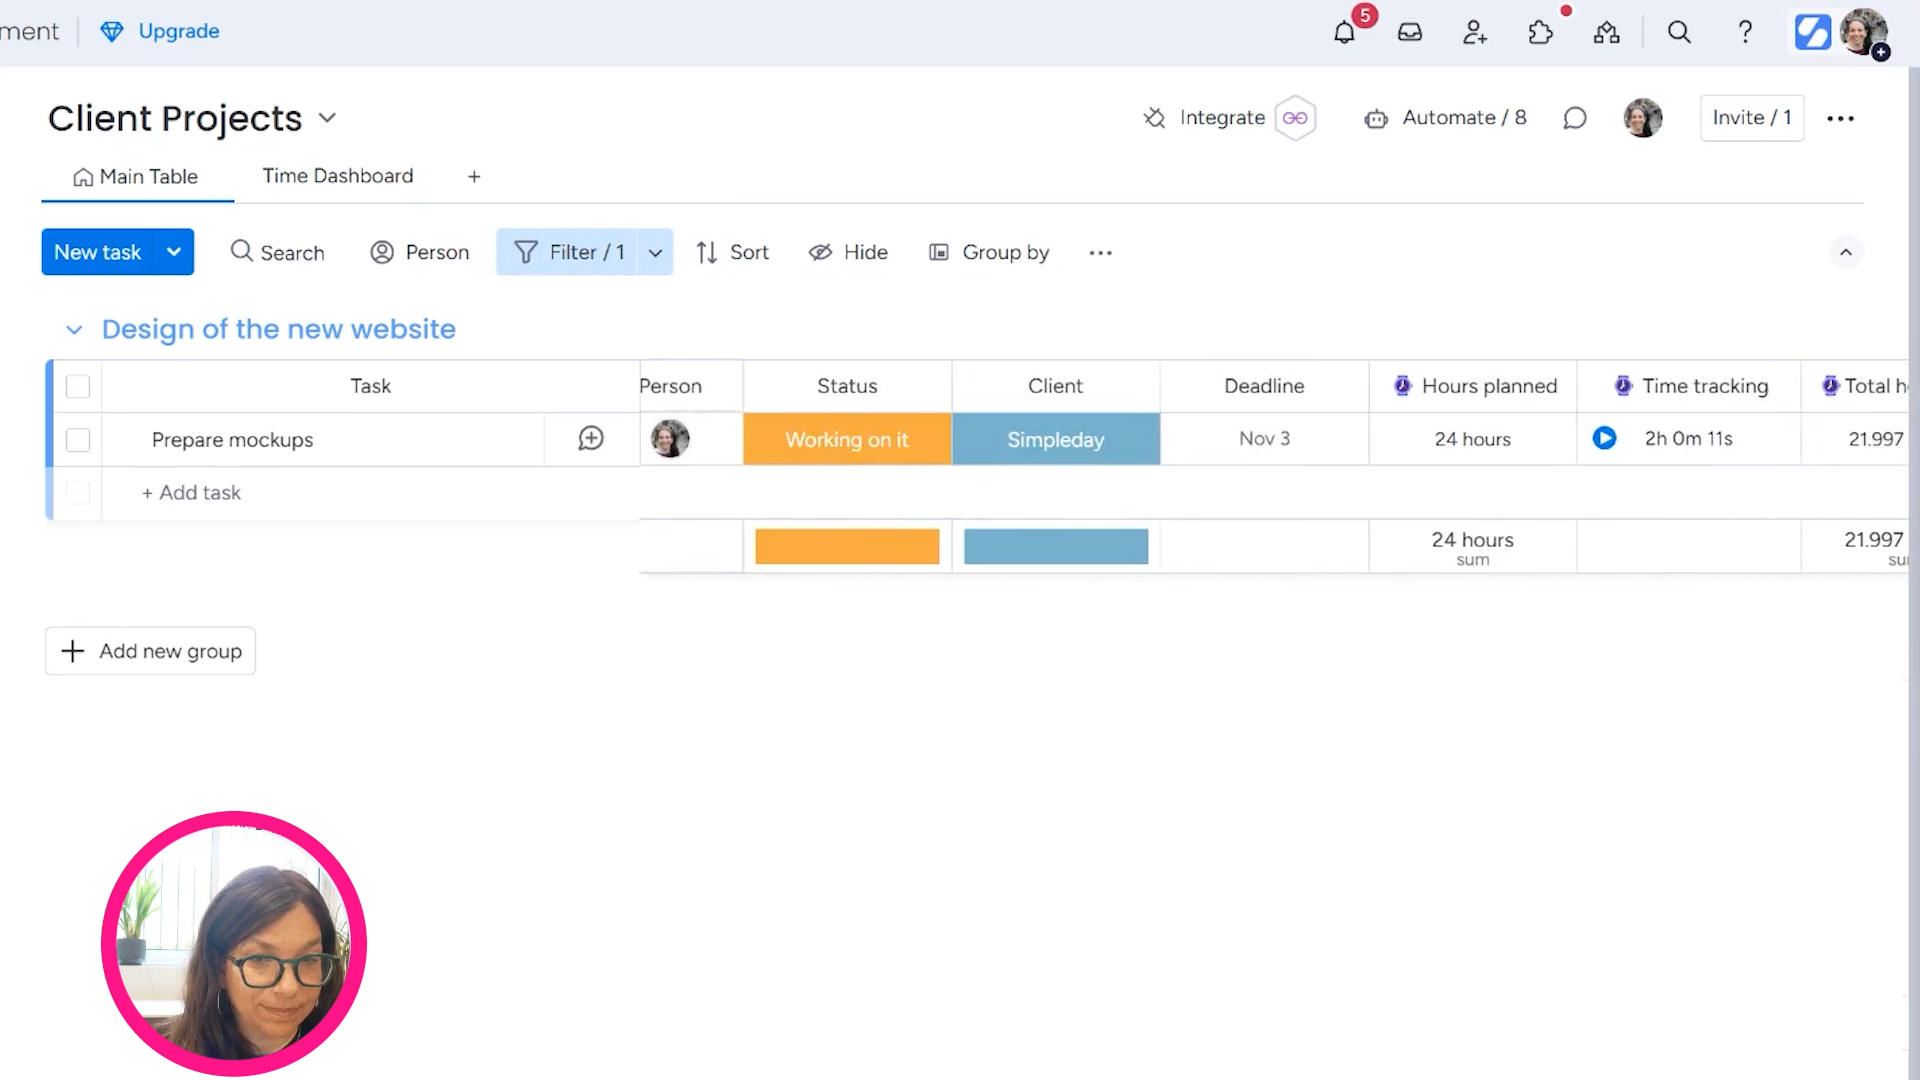 ment
Upgrade
5
Client Projects
Integrate
Automate / 8
Invite / 1
Main Table
Time Dashboard
+
New task
Search
Person
Filter / 1
Sort
Hide
Group by
Design of the new website
Task
Person
Status
Client
Deadline
Hours planned
Time tracking
Total h
Prepare mockups
Working on it
Simpleday
Nov 3
24 hours
2h 0m 11s
21.997
+ Add task
24 hours
sum
21.997
su
Add new group